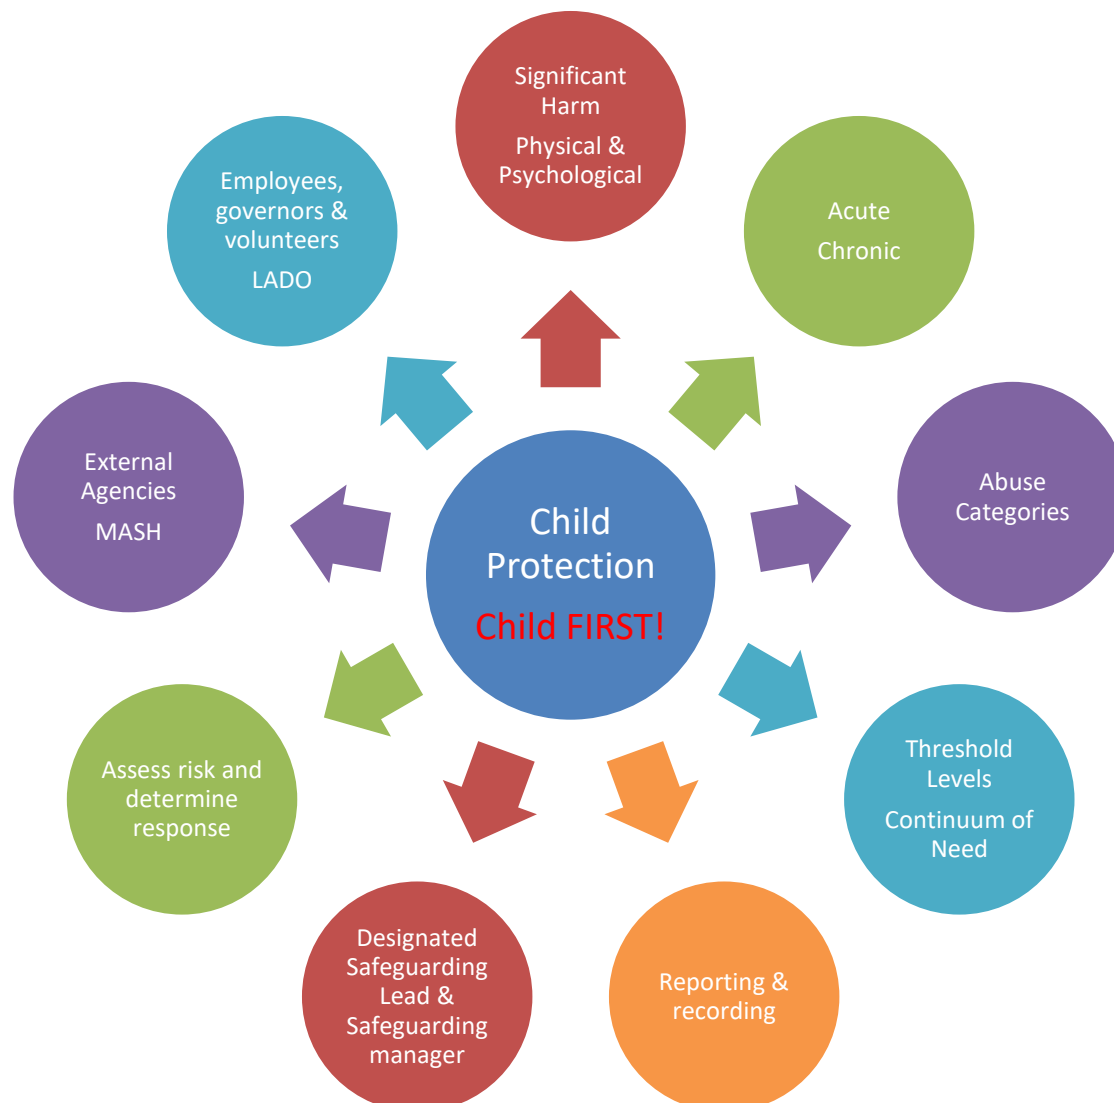 Significant
Harm
Physical &
Psychological
Acute
Chronic
Abuse
Categories
Threshold
Levels
Continuum of
Need
Reporting &
recording
Designated
Safeguarding
Lead &
Safeguarding
manager
Assess risk and
determine
response
External
Agencies
MASH
Employees,
governors &
volunteers
LADO
Child
Protection
Child FIRST!